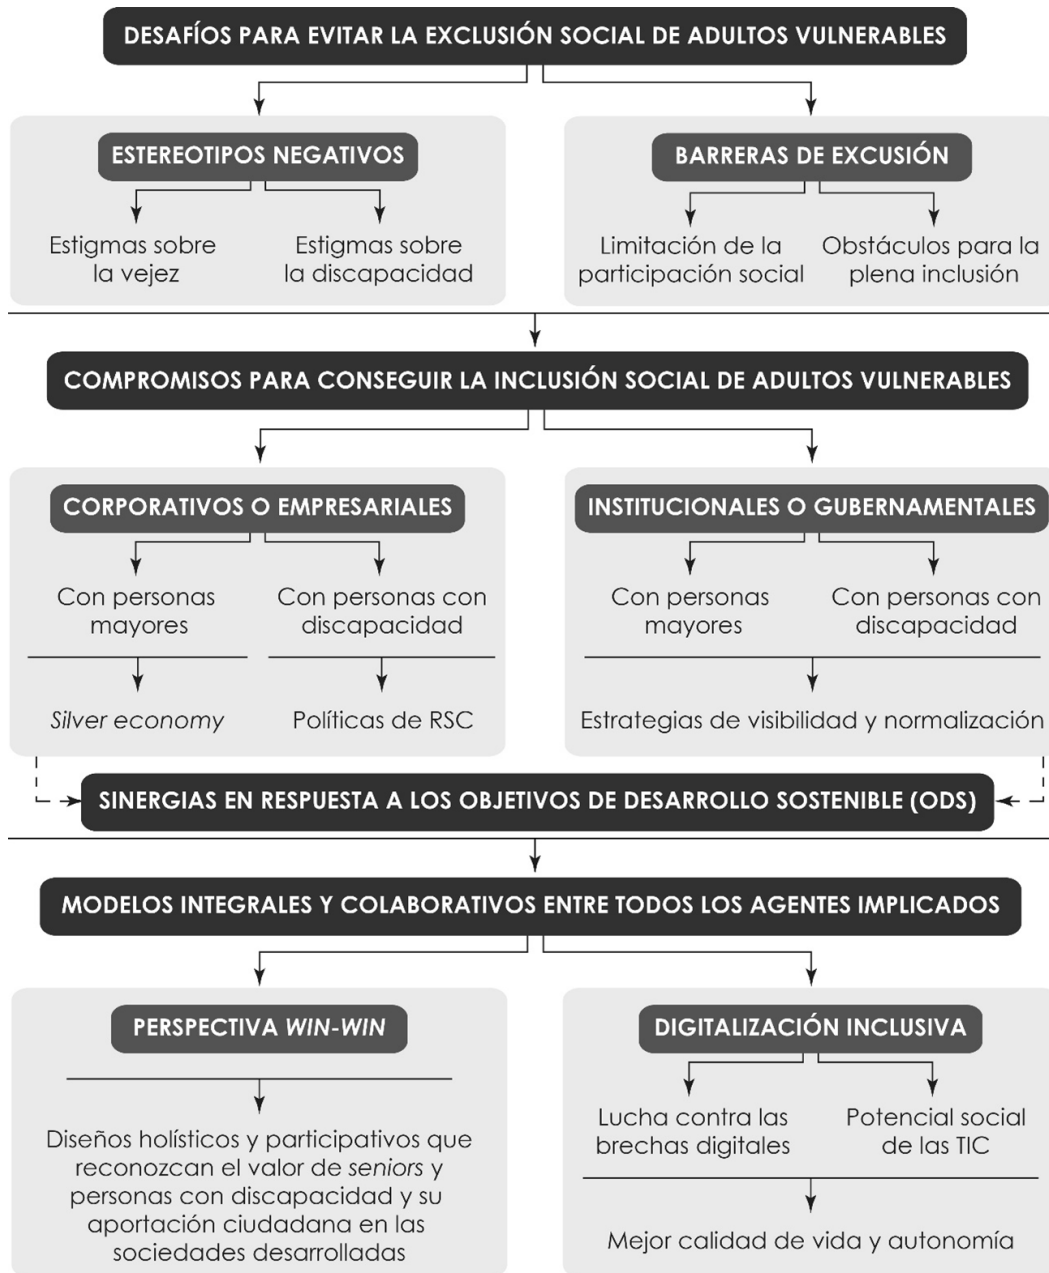 DESAFÍOS PARA EVITAR LA EXCLUSIÓN SOCIAL DE ADULTOS VULNERABLES
ESTEREOTIPOS NEGATIVOS
Estigmas sobre
la vejez
Estigmas sobre
la discapacidad
BARRERAS DE EXCUSIÓN
Limitación de la
participación social
Obstáculos para la
plena inclusión
COMPROMISOS PARA CONSEGUIR LA INCLUSIÓN SOCIAL DE ADULTOS VULNERABLES
CORPORATIVOS O EMPRESARIALES
Con personas
mayores
Con personas con
discapacidad
Silver economy
Políticas de RSC
INSTITUCIONALES O GUBERNAMENTALES
Con personas
mayores
Con personas con
discapacidad
Estrategias de visibilidad y normalización
SINERGIAS EN RESPUESTA A LOS OBJETIVOS DE DESARROLLO SOSTENIBLE (ODS)
MODELOS INTEGRALES Y COLABORATIVOS ENTRE TODOS LOS AGENTES IMPLICADOS
PERSPECTIVA WIN-WIN
Diseños holísticos y participativos que
reconozcan el valor de seniors y
personas con discapacidad y su
aportación ciudadana en las
sociedades desarrolladas
DIGITALIZACIÓN INCLUSIVA
Lucha contra las
brechas digitales
Potencial social
de las TIC
Mejor calidad de vida y autonomía